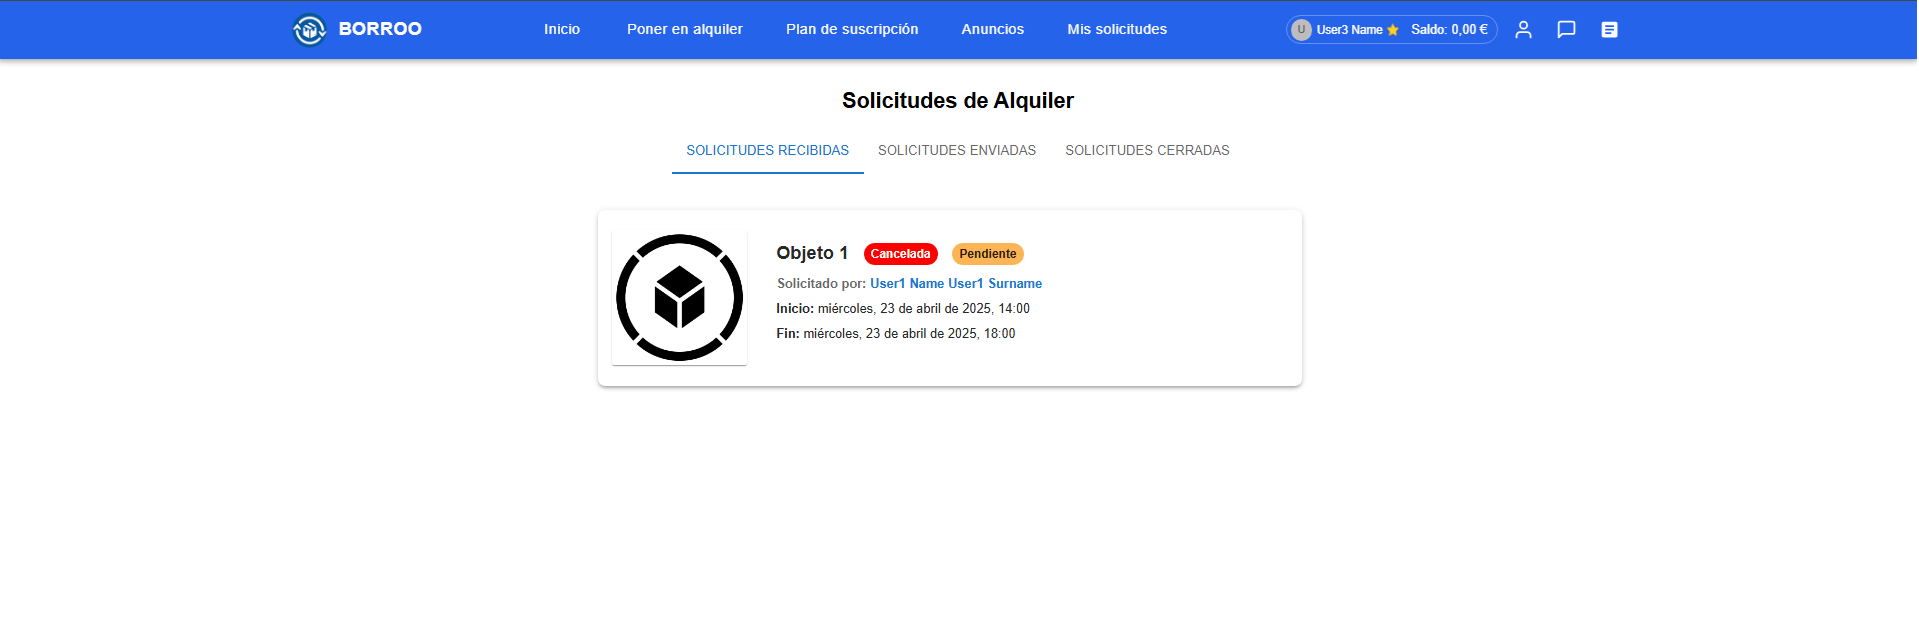 BORROO Inicio Poner en alquiler Plan de suscripción Anuncios Mis solicitudes U User3 Name Saldo: 0,00 €
Solicitudes de Alquiler
SOLICITUDES RECIBIDAS SOLICITUDES ENVIADAS SOLICITUDES CERRADAS
Objeto 1 Cancelada Pendiente
Solicitado por: User1 Name User1 Surname
Inicio: miércoles, 23 de abril de 2025, 14:00
Fin: miércoles, 23 de abril de 2025, 18:00